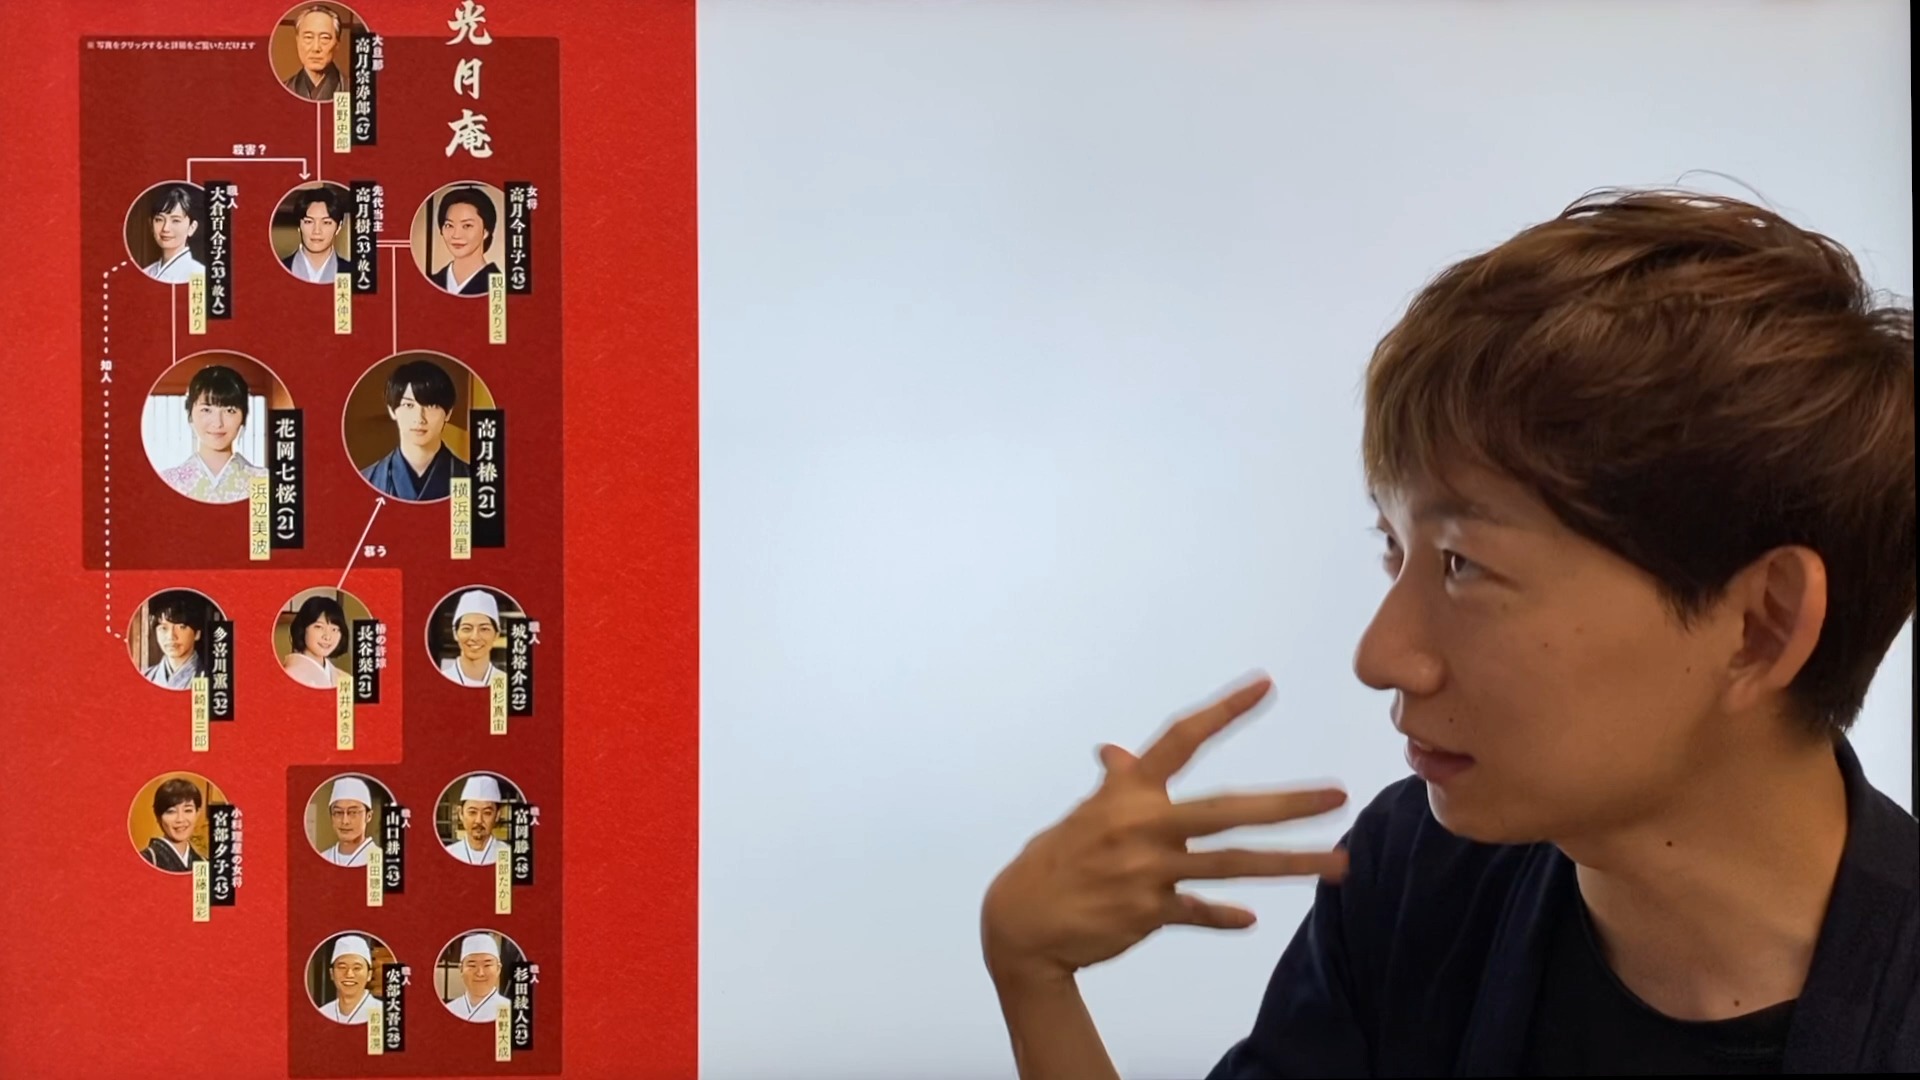 光月庵
※ 写真をクリックすると詳細をご覧いただけます
大旦那
高月宗寿郎(67)
佐野史郎
殺害？
職人
大倉百合子(33・故人)
中村ゆり
先代当主
高月樹(33・故人)
鈴木伸之
女将
高月今日子(45)
観月ありさ
知人
花岡七桜(21)
浜辺美波
高月椿(21)
横浜流星
慕う
多喜川薫(32)
山崎育三郎
椿の許嫁
長谷栞(21)
岸井ゆきの
職人
城島裕介(22)
高杉真宙
小料理屋の女将
宮部夕子(45)
須藤理彩
職人
山口耕一(43)
和田聰宏
職人
富岡勝(48)
岡部たかし
職人
安部大吾(28)
前原滉
職人
杉田綾人(23)
草野大成